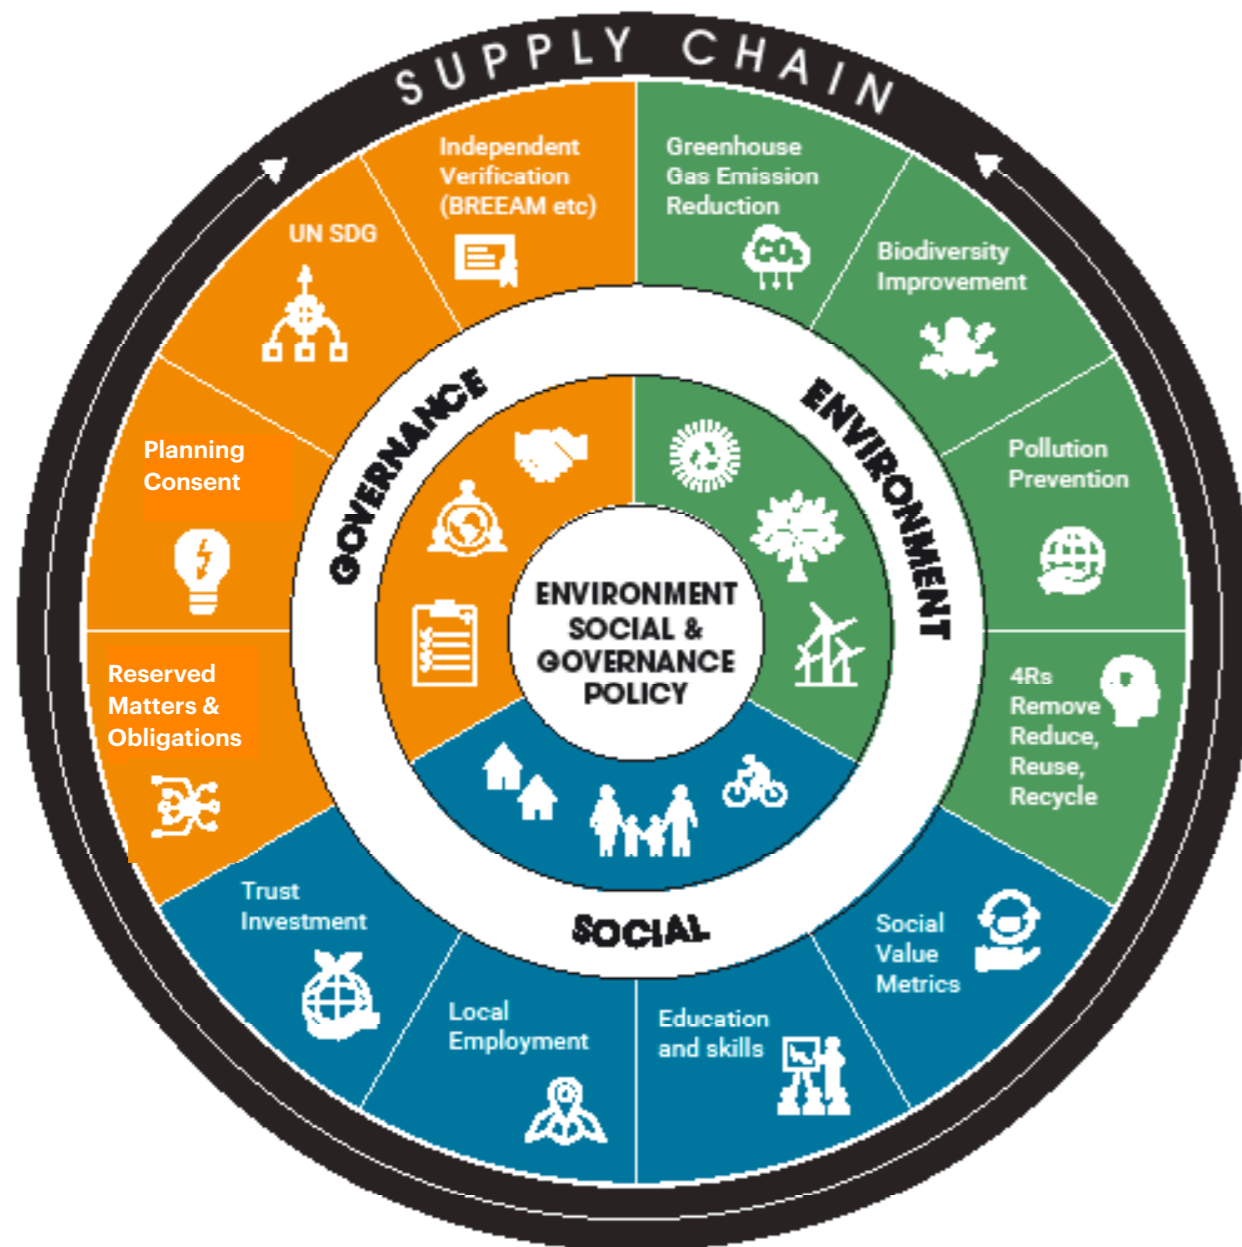 SUPPLY CHAIN
Independent
Verification
(BREEAM etc)
Greenhouse
Gas Emission
Reduction
CO₂
UN SDG
Biodiversity
Improvement
Planning
Consent
Pollution
Prevention
GOVERNANCE
ENVIRONMENT
ENVIRONMENT
SOCIAL &
GOVERNANCE
POLICY
Reserved
Matters &
Obligations
4Rs
Remove
Reduce,
Reuse,
Recycle
SOCIAL
Trust
Investment
Local
Employment
Education
and skills
Social
Value
Metrics